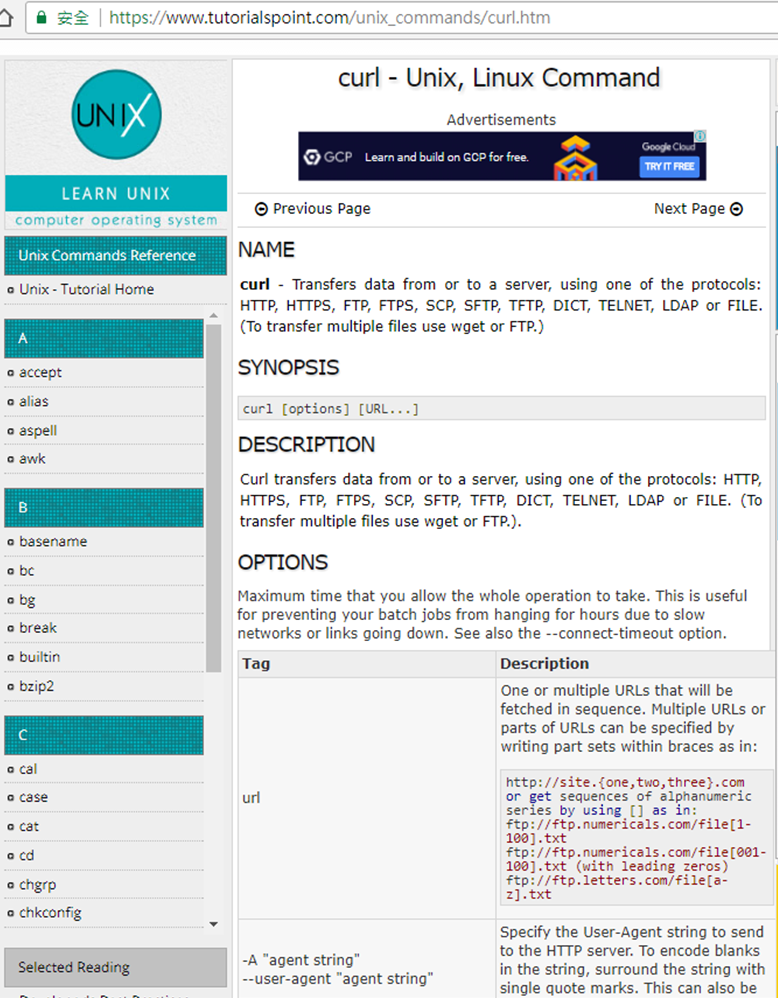 安全 | https://www.tutorialspoint.com/unix_commands/curl.htm
UNIX
LEARN UNIX
computer operating system
Unix Commands Reference
Unix - Tutorial Home
A
accept
alias
aspell
awk
B
basename
bc
bg
break
builtin
bzip2
C
cal
case
cat
cd
chgrp
chkconfig
Selected Reading
curl - Unix, Linux Command
Advertisements
GCP Learn and build on GCP for free. Google Cloud
TRY IT FREE
Previous Page Next Page
NAME
curl - Transfers data from or to a server, using one of the protocols:
HTTP, HTTPS, FTP, FTPS, SCP, SFTP, TFTP, DICT, TELNET, LDAP or FILE.
(To transfer multiple files use wget or FTP.)
SYNOPSIS
curl [options] [URL...]
DESCRIPTION
Curl transfers data from or to a server, using one of the protocols: HTTP,
HTTPS, FTP, FTPS, SCP, SFTP, TFTP, DICT, TELNET, LDAP or FILE. (To
transfer multiple files use wget or FTP.).
OPTIONS
Maximum time that you allow the whole operation to take. This is useful
for preventing your batch jobs from hanging for hours due to slow
networks or links going down. See also the --connect-timeout option.
Tag Description
url
One or multiple URLs that will be
fetched in sequence. Multiple URLs or
parts of URLs can be specified by
writing part sets within braces as in:
http://site.{one,two,three}.com
or get sequences of alphanumeric
series by using [] as in:
ftp://ftp.numericals.com/file[1-
100].txt
ftp://ftp.numericals.com/file[001-
100].txt (with leading zeros)
ftp://ftp.letters.com/file[a-
z].txt
-A "agent string"
--user-agent "agent string"
Specify the User-Agent string to send
to the HTTP server. To encode blanks
in the string, surround the string with
single quote marks. This can also be